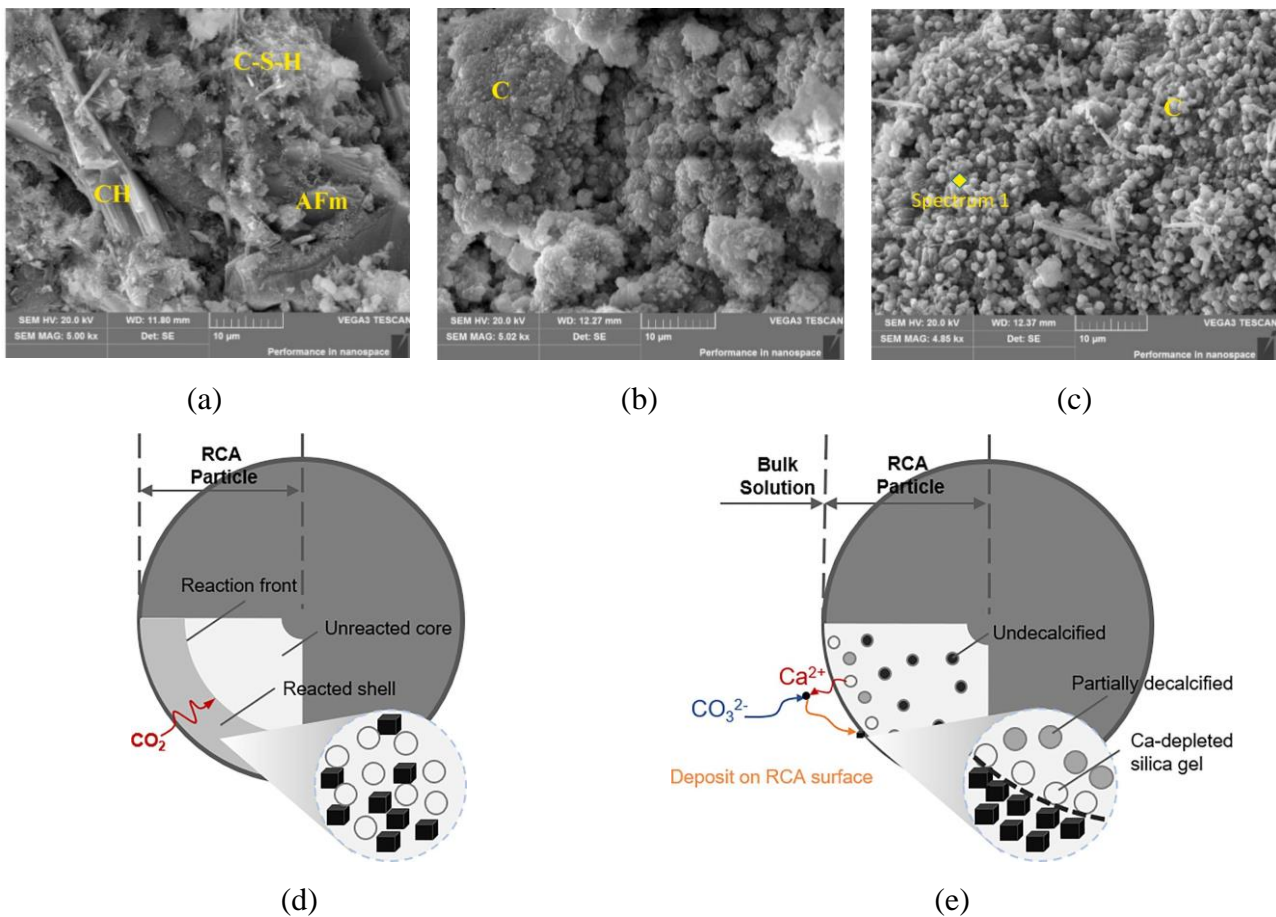 C-S-H
CH
AFm
SEM HV: 20.0 kV WD: 11.80 mm VEGA3 TESCAN
SEM MAG: 5.00 kx Det: SE 10 µm
Performance in nanospace
C
SEM HV: 20.0 kV WD: 12.27 mm VEGA3 TESCAN
SEM MAG: 5.02 kx Det: SE 10 µm
Performance in nanospace
C
Spectrom 1
SEM HV: 20.0 kV WD: 12.37 mm VEGA3 TESCAN
SEM MAG: 4.85 kx Det: SE 10 µm
Performance in nanospace
(a)
(b)
(c)
RCA
Particle
Reaction front
Unreacted core
Reacted shell
CO₂
(d)
Bulk
Solution
RCA
Particle
Undecalcified
Ca²⁺
Partially decalcified
CO₃²⁻
Ca-depleted
silica gel
Deposit on RCA surface
(e)